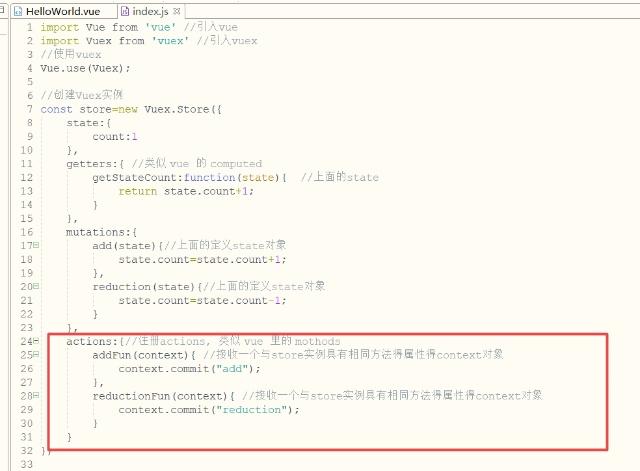 HelloWorld.vue index.js
1 import Vue from 'vue' //引入vue
2 import Vuex from 'vuex' //引入vuex
3 //使用vuex
4 Vue.use(Vuex);
5
6 //创建Vuex实例
7 const store=new Vuex.Store({
8 state:{
9 count:1
10 },
11 getters:{ //类似 vue 的 computed
12 getStateCount:function(state){ //上面的state
13 return state.count+1;
14 }
15 },
16 mutations:{
17 add(state){//上面的定义state对象
18 state.count=state.count+1;
19 },
20 reduction(state){//上面的定义state对象
21 state.count=state.count-1;
22 }
23 },
24 actions:{//注册actions, 类似 vue 里的 mothods
25 addFun(context){ //接收一个与store实例具有相同方法得属性得context对象
26 context.commit("add");
27 },
28 reductionFun(context){ //接收一个与store实例具有相同方法得属性得context对象
29 context.commit("reduction");
30 }
31 }
32 })
33